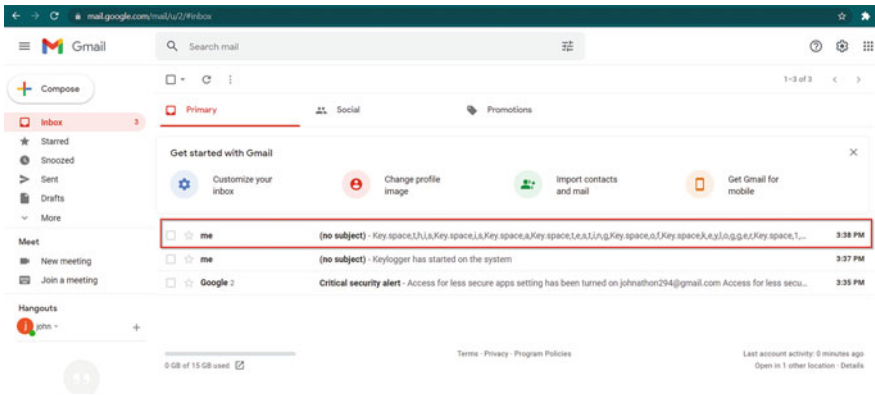 mail.google.com/mail/u/2/#inbox
Gmail
Search mail
Compose
1–3 of 3
Inbox 3
Starred
Snoozed
Sent
Drafts
More
Primary
Social
Promotions
Get started with Gmail
Customize your
inbox
Change profile
image
Import contacts
and mail
Get Gmail for
mobile
me (no subject) - Key.space,t,h,i,s,Key.space,i,s,Key.space,a,Key.space,t,e,s,t,i,n,g,Key.space,o,f,Key.space,k,e,y,l,o,g,g,e,r,Key.space,1,... 3:38 PM
me (no subject) - Keylogger has started on the system 3:37 PM
Google 2 Critical security alert - Access for less secure apps setting has been turned on johnathon294@gmail.com Access for less secu... 3:35 PM
Meet
New meeting
Join a meeting
Hangouts
john
0 GB of 15 GB used
Terms · Privacy · Program Policies
Last account activity: 0 minutes ago
Open in 1 other location · Details